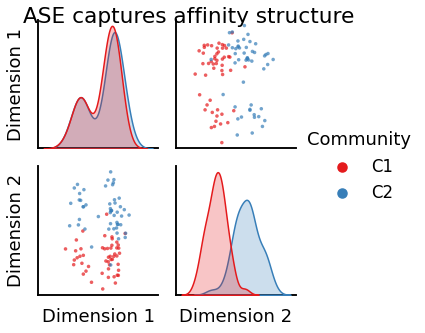 ASE captures affinity structure
Dimension 1
Community
C1
C2
Dimension 2
Dimension 1
Dimension 2